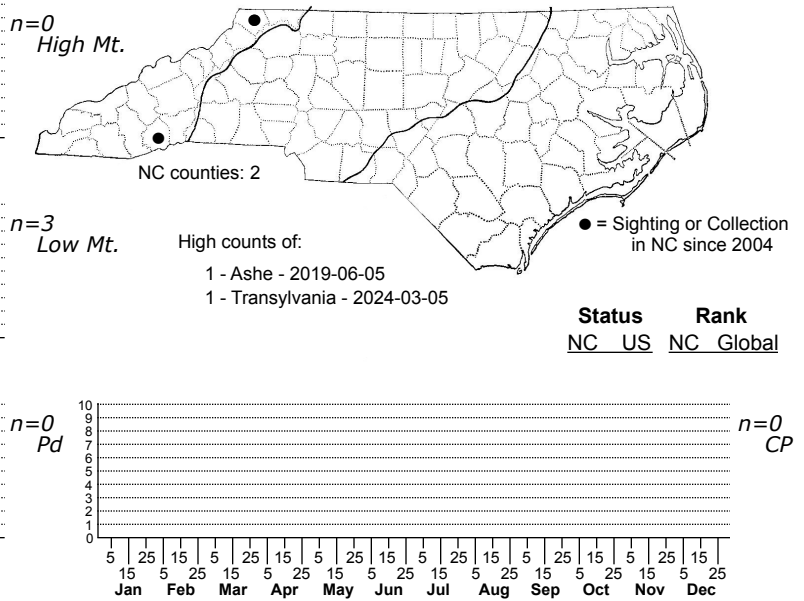 n=0
High Mt.
NC counties: 2
n=3
Low Mt.
High counts of:
1 - Ashe - 2019-06-05
1 - Transylvania - 2024-03-05
● = Sighting or Collection
in NC since 2004
Status Rank
NC US NC Global
n=0
Pd
10
9
8
7
6
5
4
3
2
1
0
n=0
CP
5 25 15 5 25 15 5 25 15 5 25 15 5 25 15 5 25 15
15 5 25 15 5 25 15 5 25 15 5 25 15 5 25 15 5 25
Jan Feb Mar Apr May Jun Jul Aug Sep Oct Nov Dec